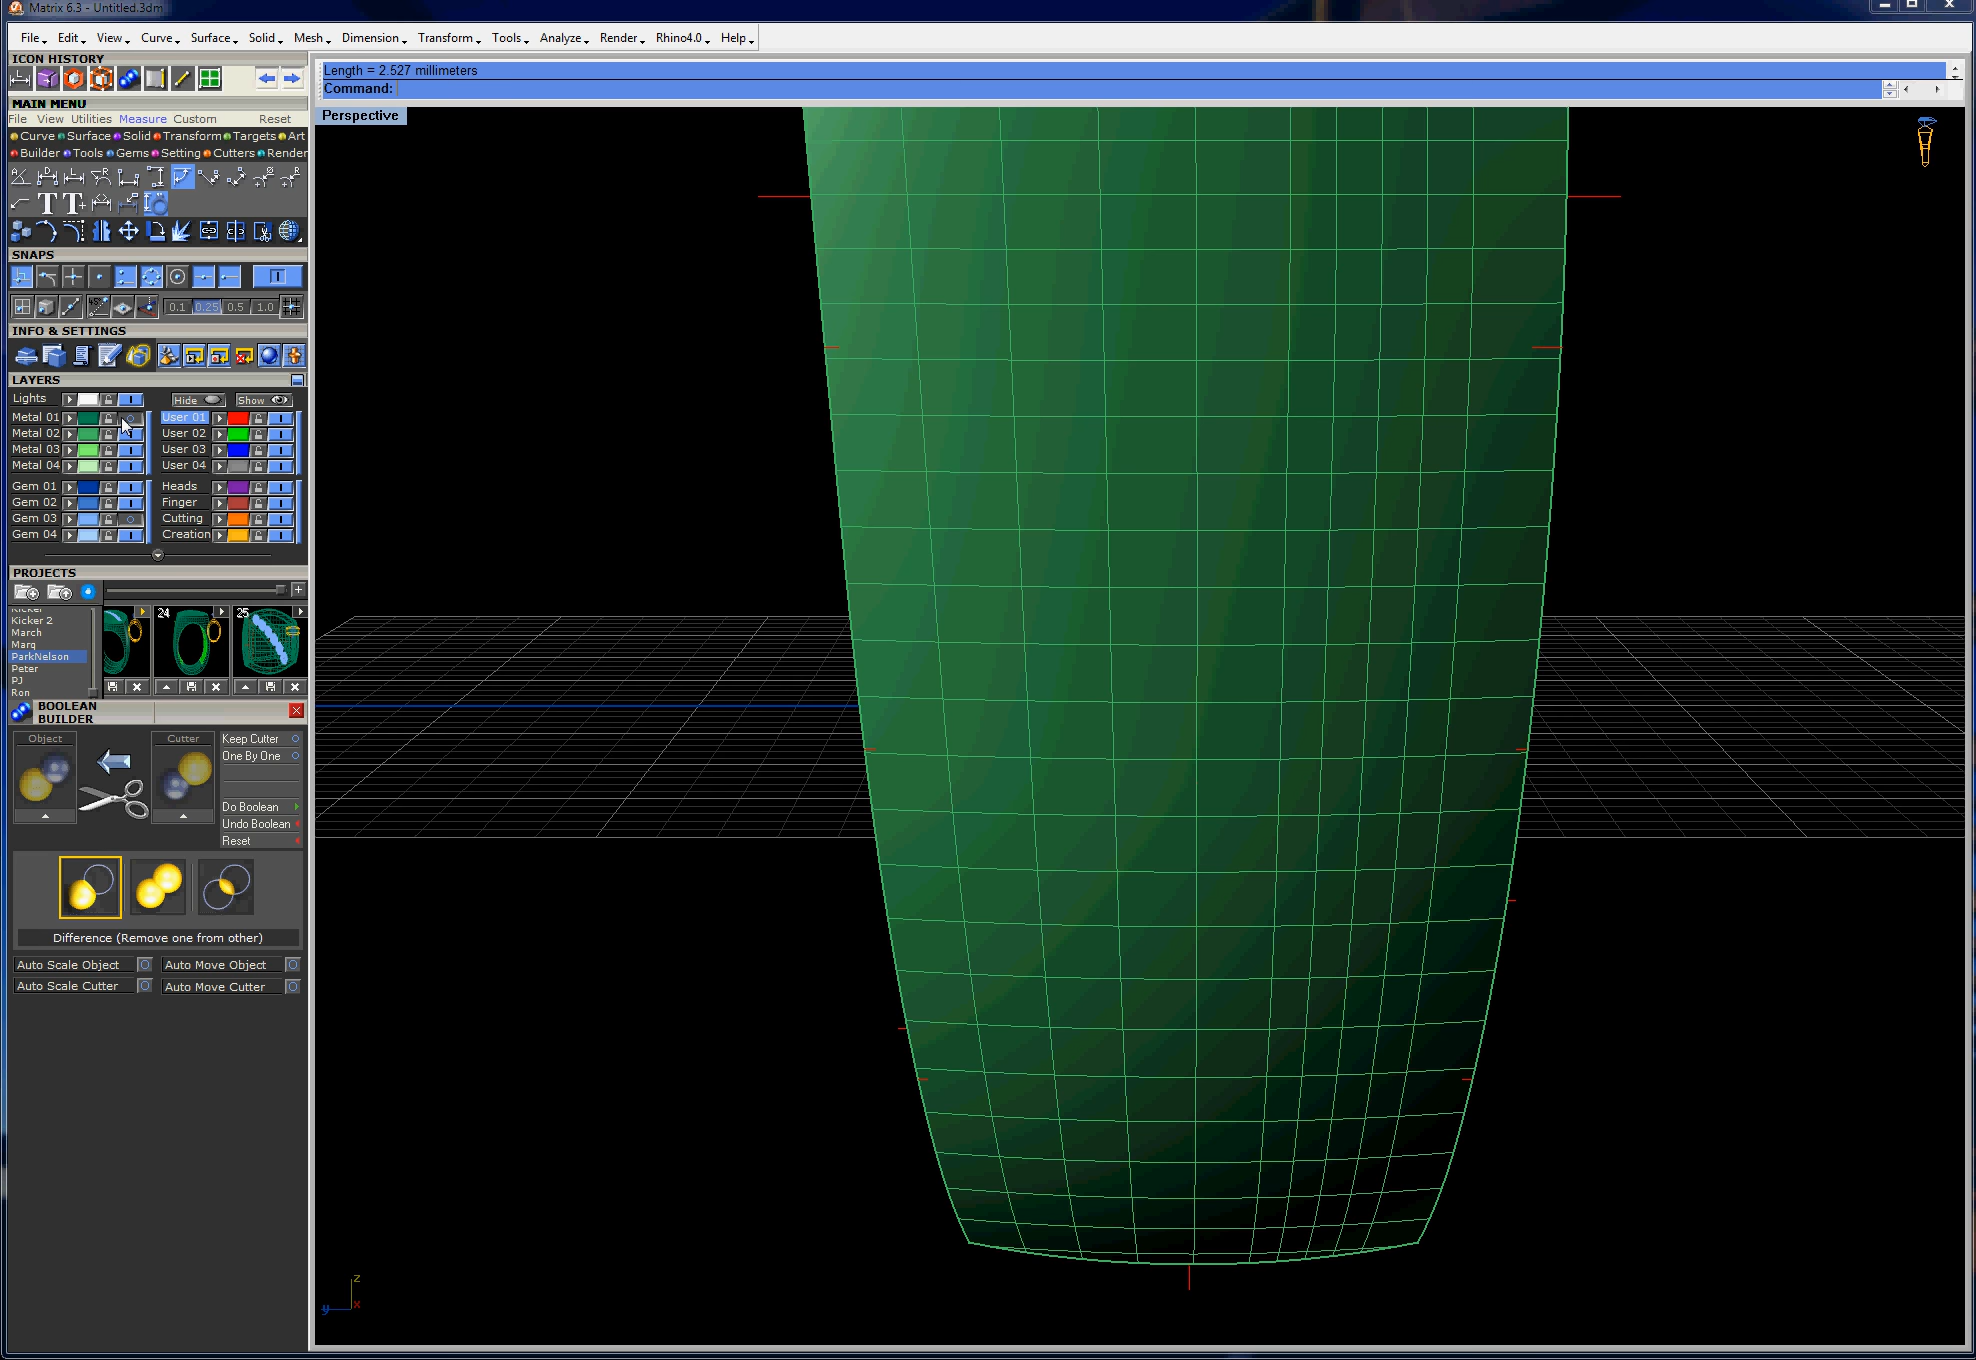 Matrix 6.3 - Untitled.3dm
File Edit View Curve Surface Solid Mesh Dimension Transform Tools Analyze Render Rhino4.0 Help
ICON HISTORY
Length = 2.527 millimeters
Command:
MAIN MENU
File View Utilities Measure Custom Reset
Perspective
Curve Surface Solid Transform Targets Art
Builder Tools Gems Setting Cutters Render
SNAPS
0.1 0.25 0.5 1.0
INFO & SETTINGS
LAYERS
Lights Hide Show
Metal 01 User 01
Metal 02 User 02
Metal 03 User 03
Metal 04 User 04
Gem 01 Heads
Gem 02 Finger
Gem 03 Cutting
Gem 04 Creation
PROJECTS
Kicker
Kicker 2
March
Marq
ParkNelson
Peter
PJ
Ron
24 25
BOOLEAN
BUILDER
Object Cutter Keep Cutter
One By One
Do Boolean
Undo Boolean
Reset
Difference (Remove one from other)
Auto Scale Object Auto Move Object
Auto Scale Cutter Auto Move Cutter
z
y x